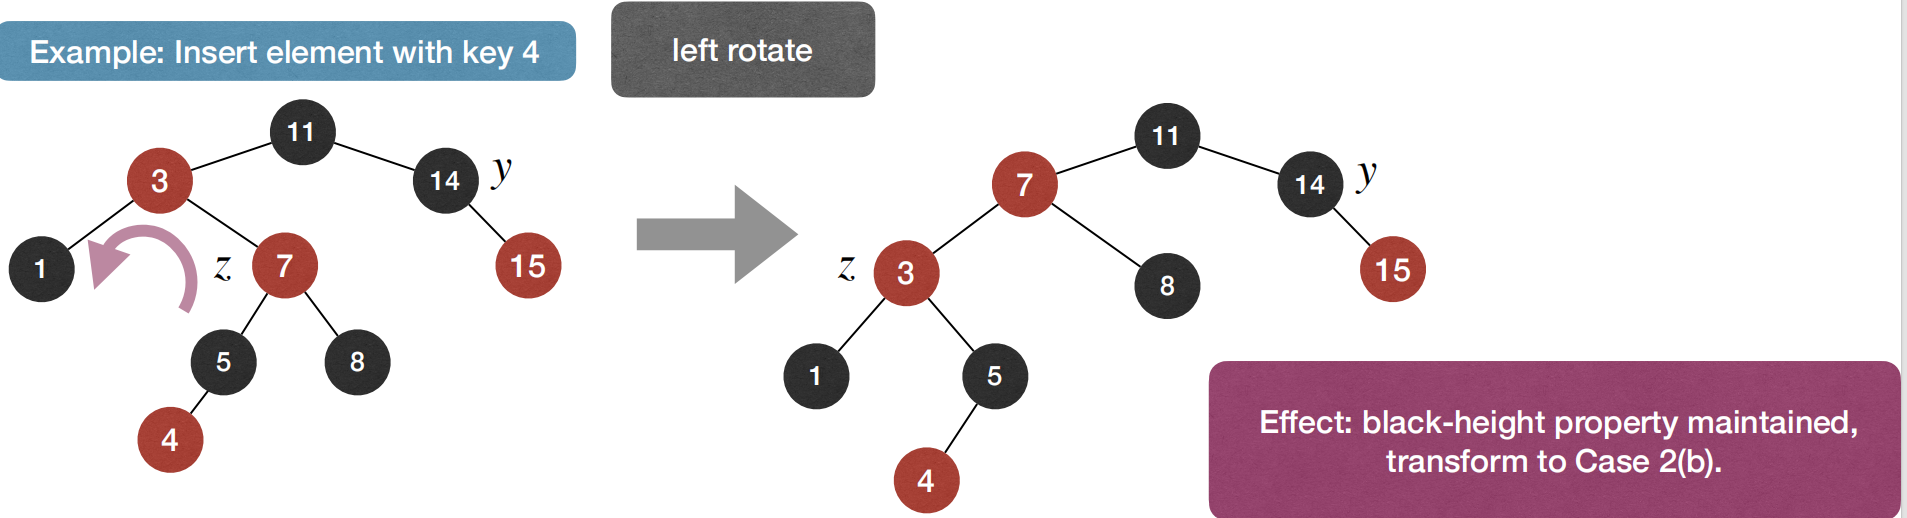 Example: Insert element with key 4
left rotate
11
3
14
y
1
z
7
15
5
8
4
11
7
14
y
z
3
8
15
1
5
4
Effect: black-height property maintained,
transform to Case 2(b).